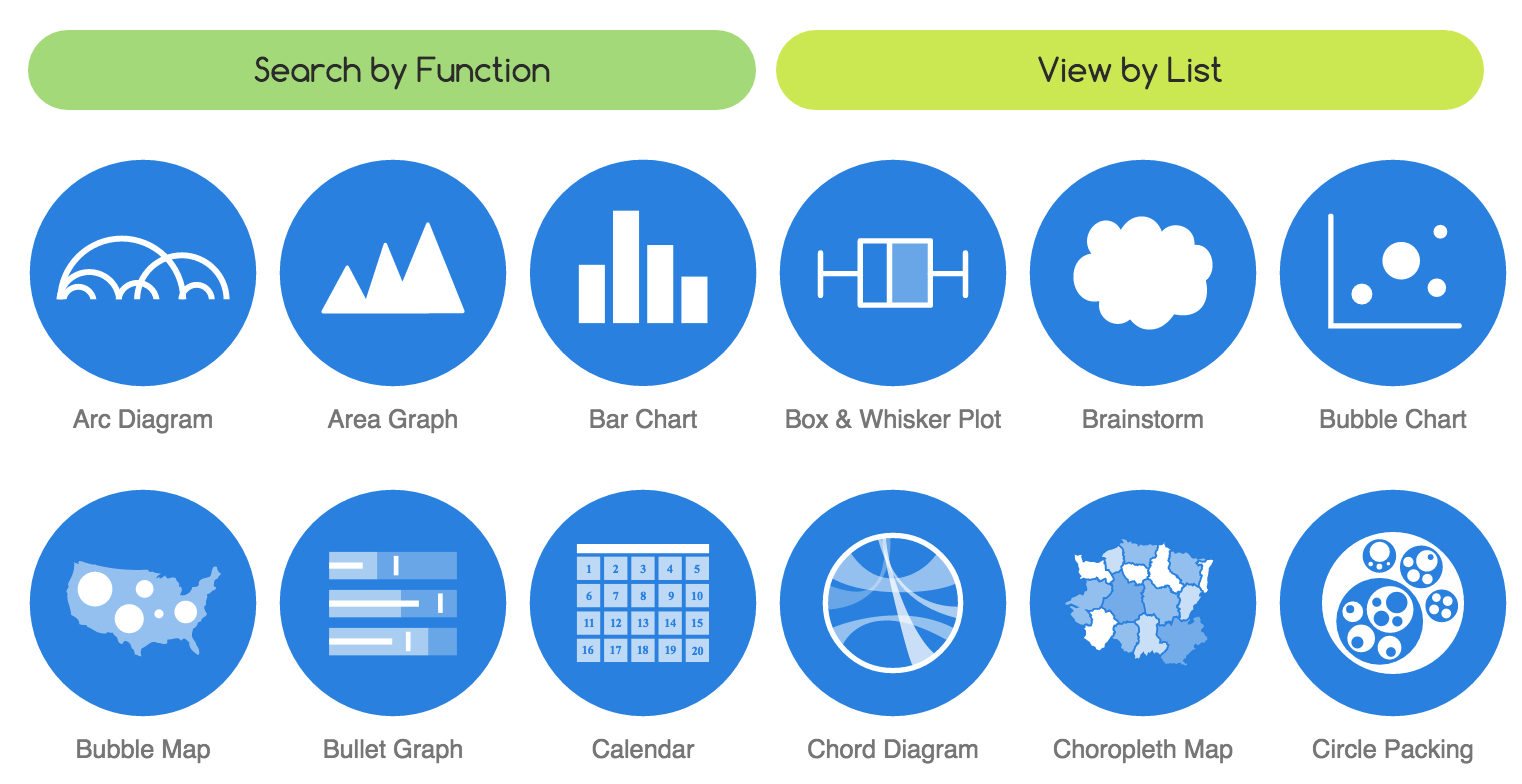 Search by Function
View by List
Arc Diagram
Area Graph
Bar Chart
Box & Whisker Plot
Brainstorm
Bubble Chart
1 2 3 4 5
6 7 8 9 10
11 12 13 14 15
16 17 18 19 20
Bubble Map
Bullet Graph
Calendar
Chord Diagram
Choropleth Map
Circle Packing